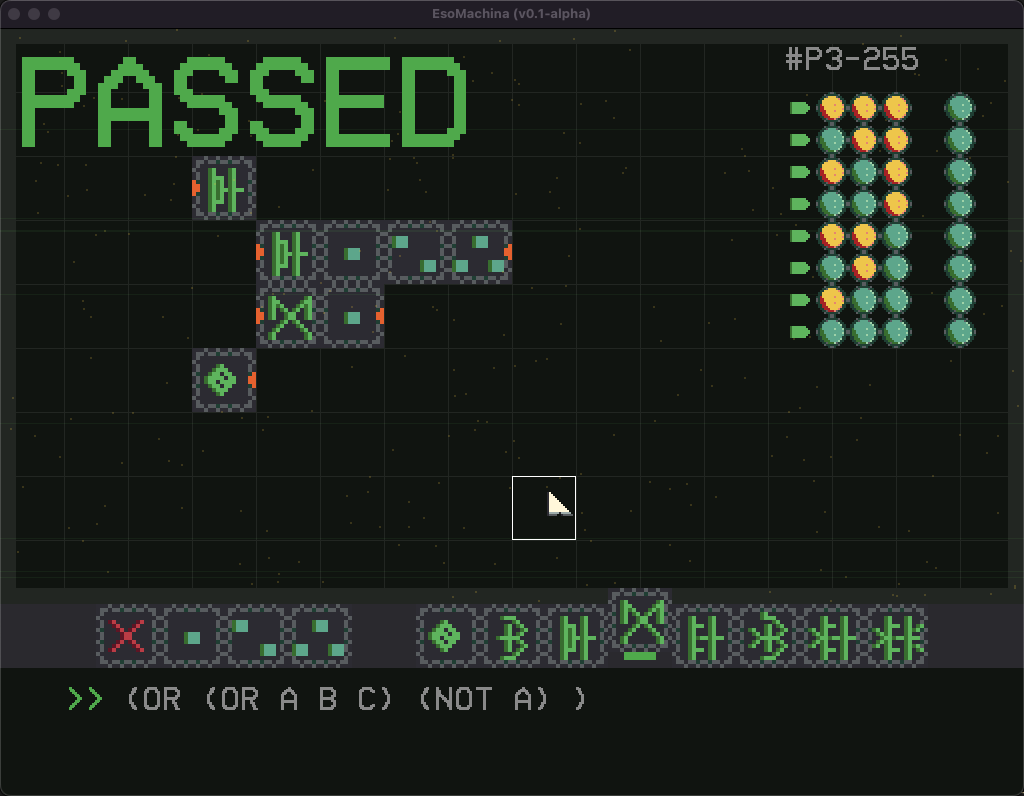 EsoMachina (v0.1-alpha)
PASSED
#P3-255
>> (OR (OR A B C) (NOT A) )